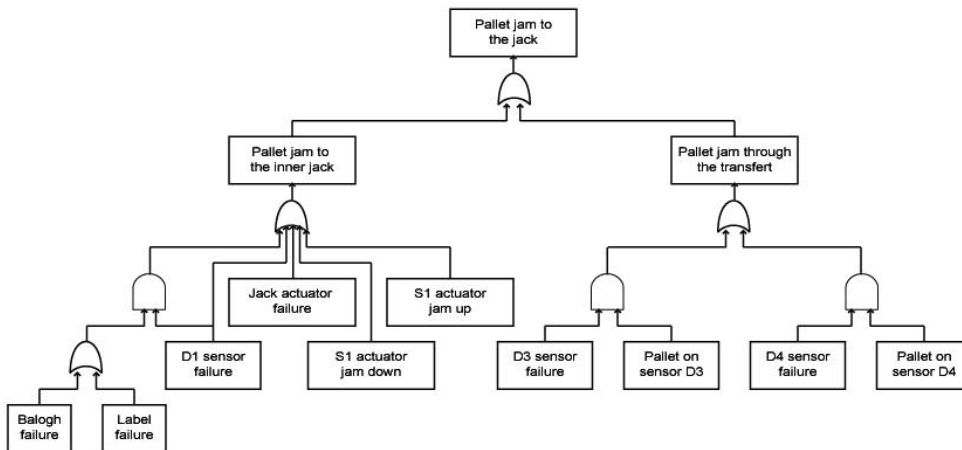 Pallet jam to
the jack
Pallet jam to
the inner jack
Pallet jam through
the transfert
Jack actuator
failure
S1 actuator
jam up
D1 sensor
failure
S1 actuator
jam down
D3 sensor
failure
Pallet on
sensor D3
D4 sensor
failure
Pallet on
sensor D4
Balogh
failure
Label
failure